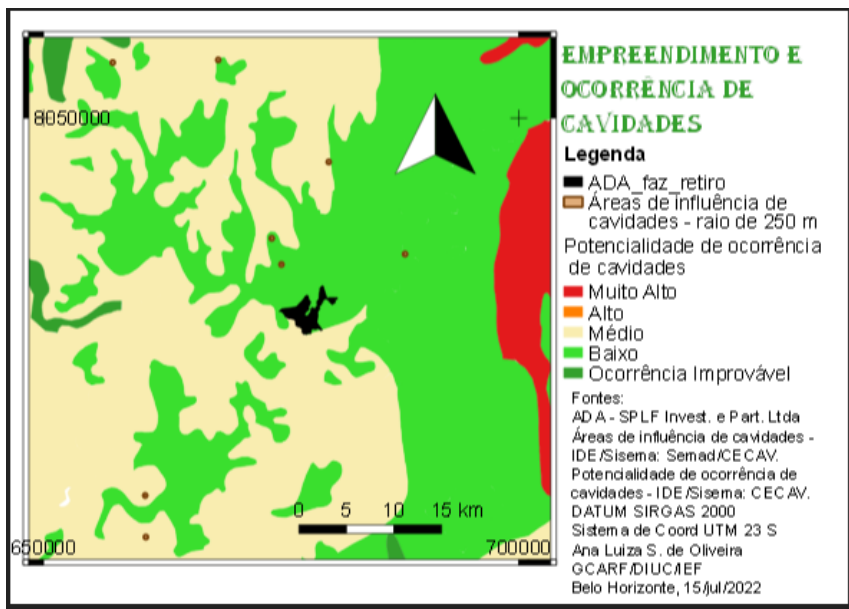 EMPREENDIMENTO E
OCORRÊNCIA DE
CAVIDADES
8050000
Legenda
ADA_faz_retiro
Áreas de influência de
cavidades - raio de 250 m
Potencialidade de ocorrência
de cavidades
Muito Alto
Alto
Médio
Baixo
Ocorrência Improvável
Fontes:
ADA - SPLF Invest. e Part. Ltda
Áreas de influência de cavidades -
IDE/Sisema: Semad/CECAV.
Potencialidade de ocorrência de
cavidades - IDE/Sisema: CECAV.
DATUM SIRGAS 2000
Sistema de Coord UTM 23 S
Ana Luiza S. de Oliveira
GCARF/DIUC/IEF
Belo Horizonte, 15/jul/2022
0 5 10 15 km
650000
700000